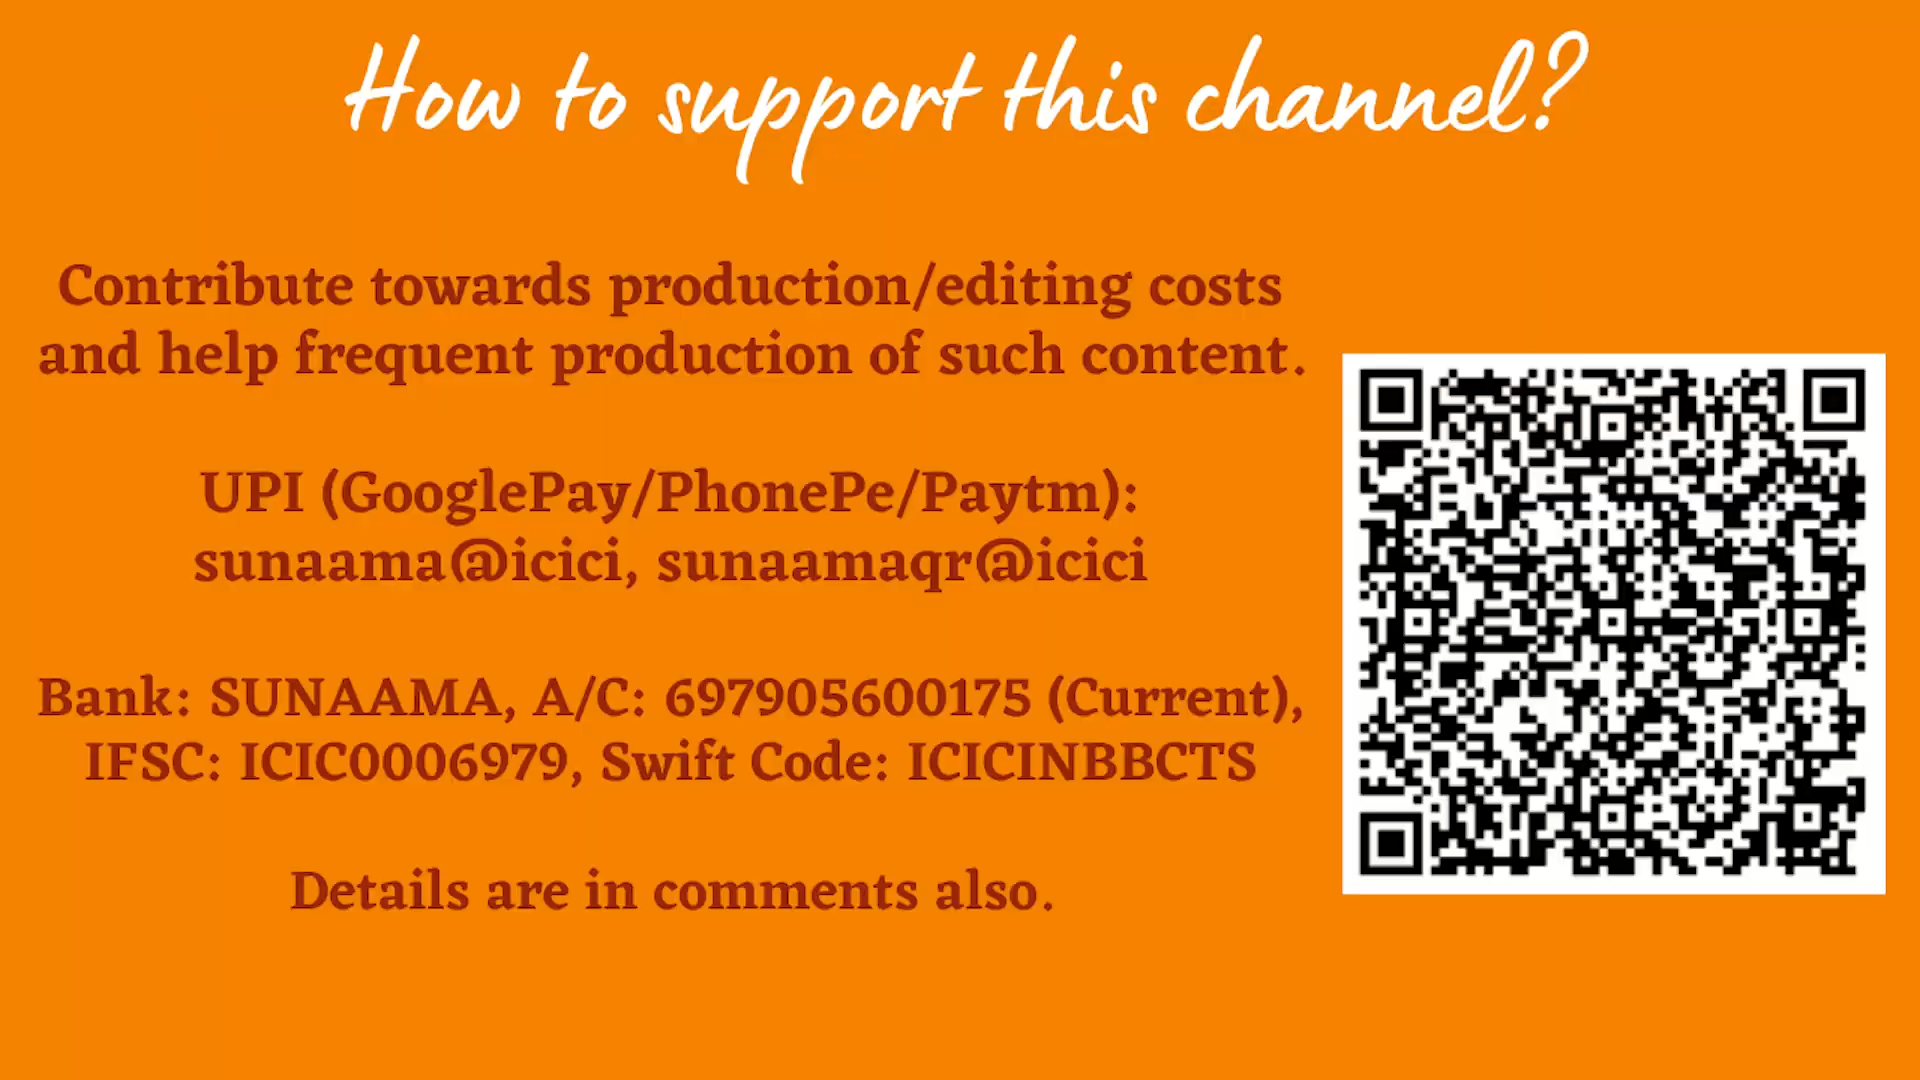 How to support this channel?
Contribute towards production/editing costs
and help frequent production of such content.
UPI (GooglePay/PhonePe/Paytm):
sunaama@icici, sunaamaqr@icici
Bank: SUNAAMA, A/C: 697905600175 (Current),
IFSC: ICIC0006979, Swift Code: ICICINBBCTS
Details are in comments also.